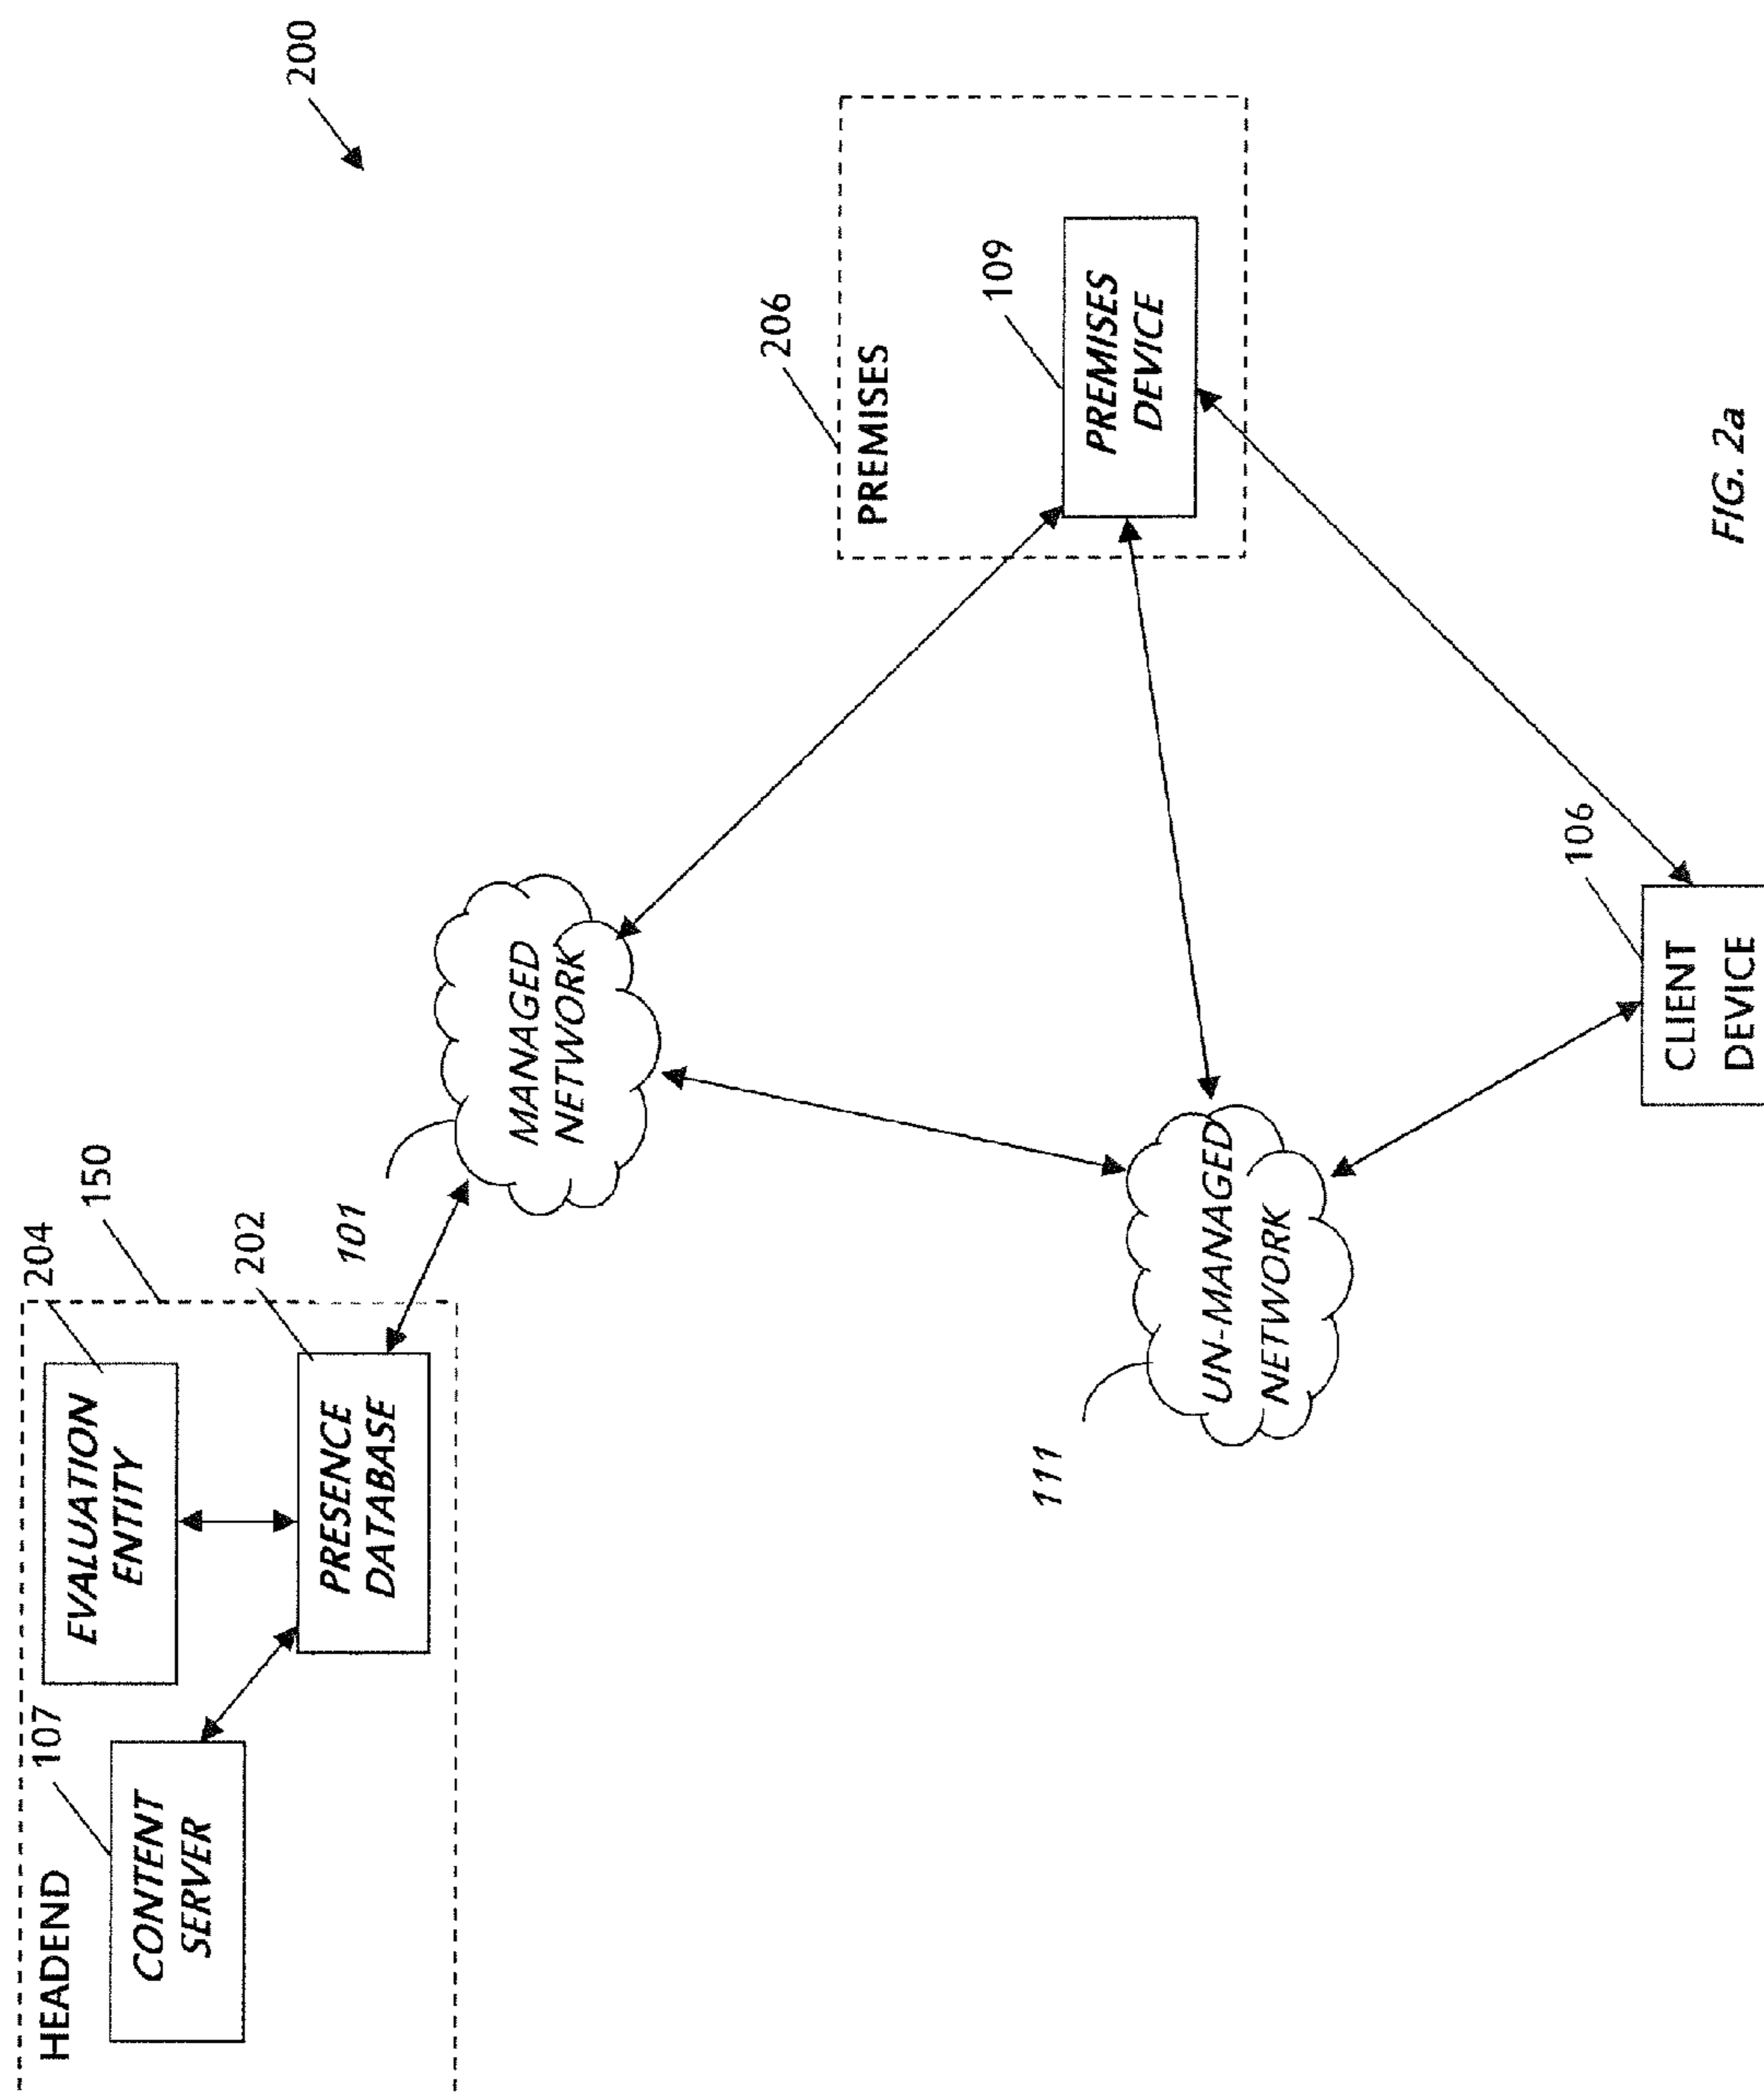 200
HEADEND
107
204
150
CONTENT
SERVER
EVALUATION
ENTITY
202
PRESENCE
DATABASE
101
MANAGED
NETWORK
206
PREMISES
109
PREMISES
DEVICE
111
UN-MANAGED
NETWORK
106
CLIENT
DEVICE
FIG. 2a